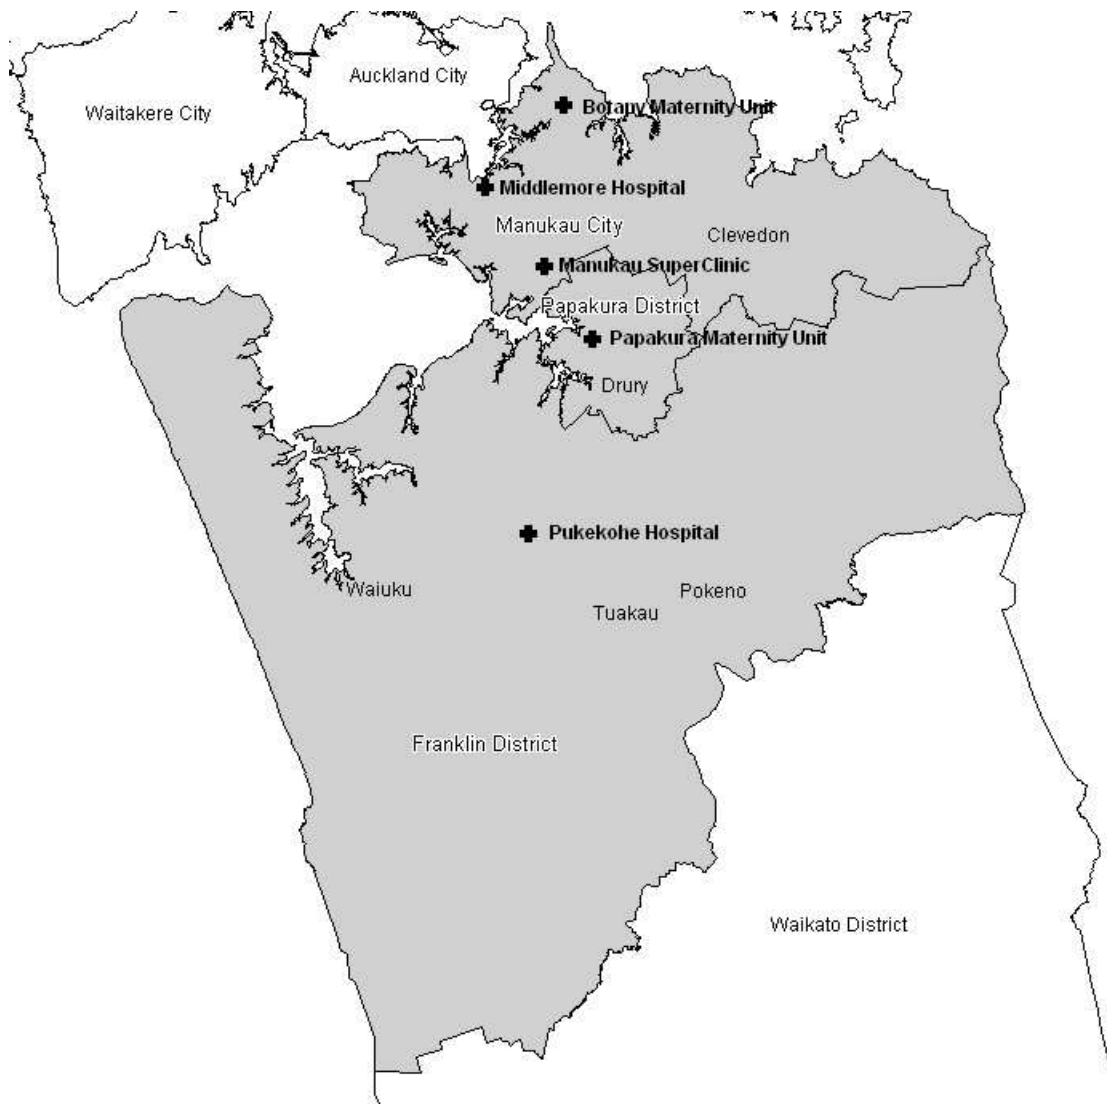 Auckland City
Waitakere City
Botany Maternity Unit
Middlemore Hospital
Manukau City
Clevedon
Manukau SuperClinic
Papakura District
Papakura Maternity Unit
Drury
Pukekohe Hospital
Waiuku
Pokeno
Tuakau
Franklin District
Waikato District